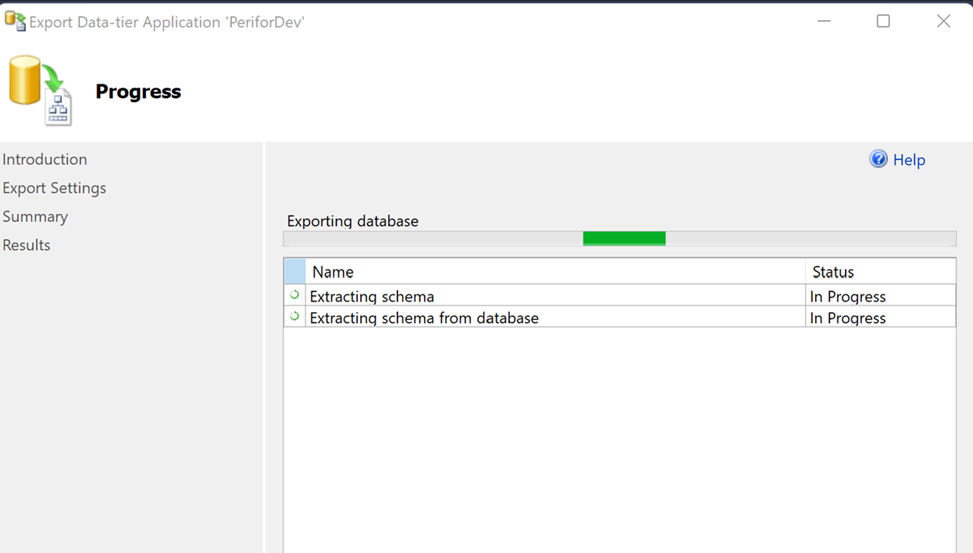 Export Data-tier Application 'PeriforDev'
Progress
Introduction
Export Settings
Summary
Results
Help
Exporting database
Name Status
Extracting schema In Progress
Extracting schema from database In Progress